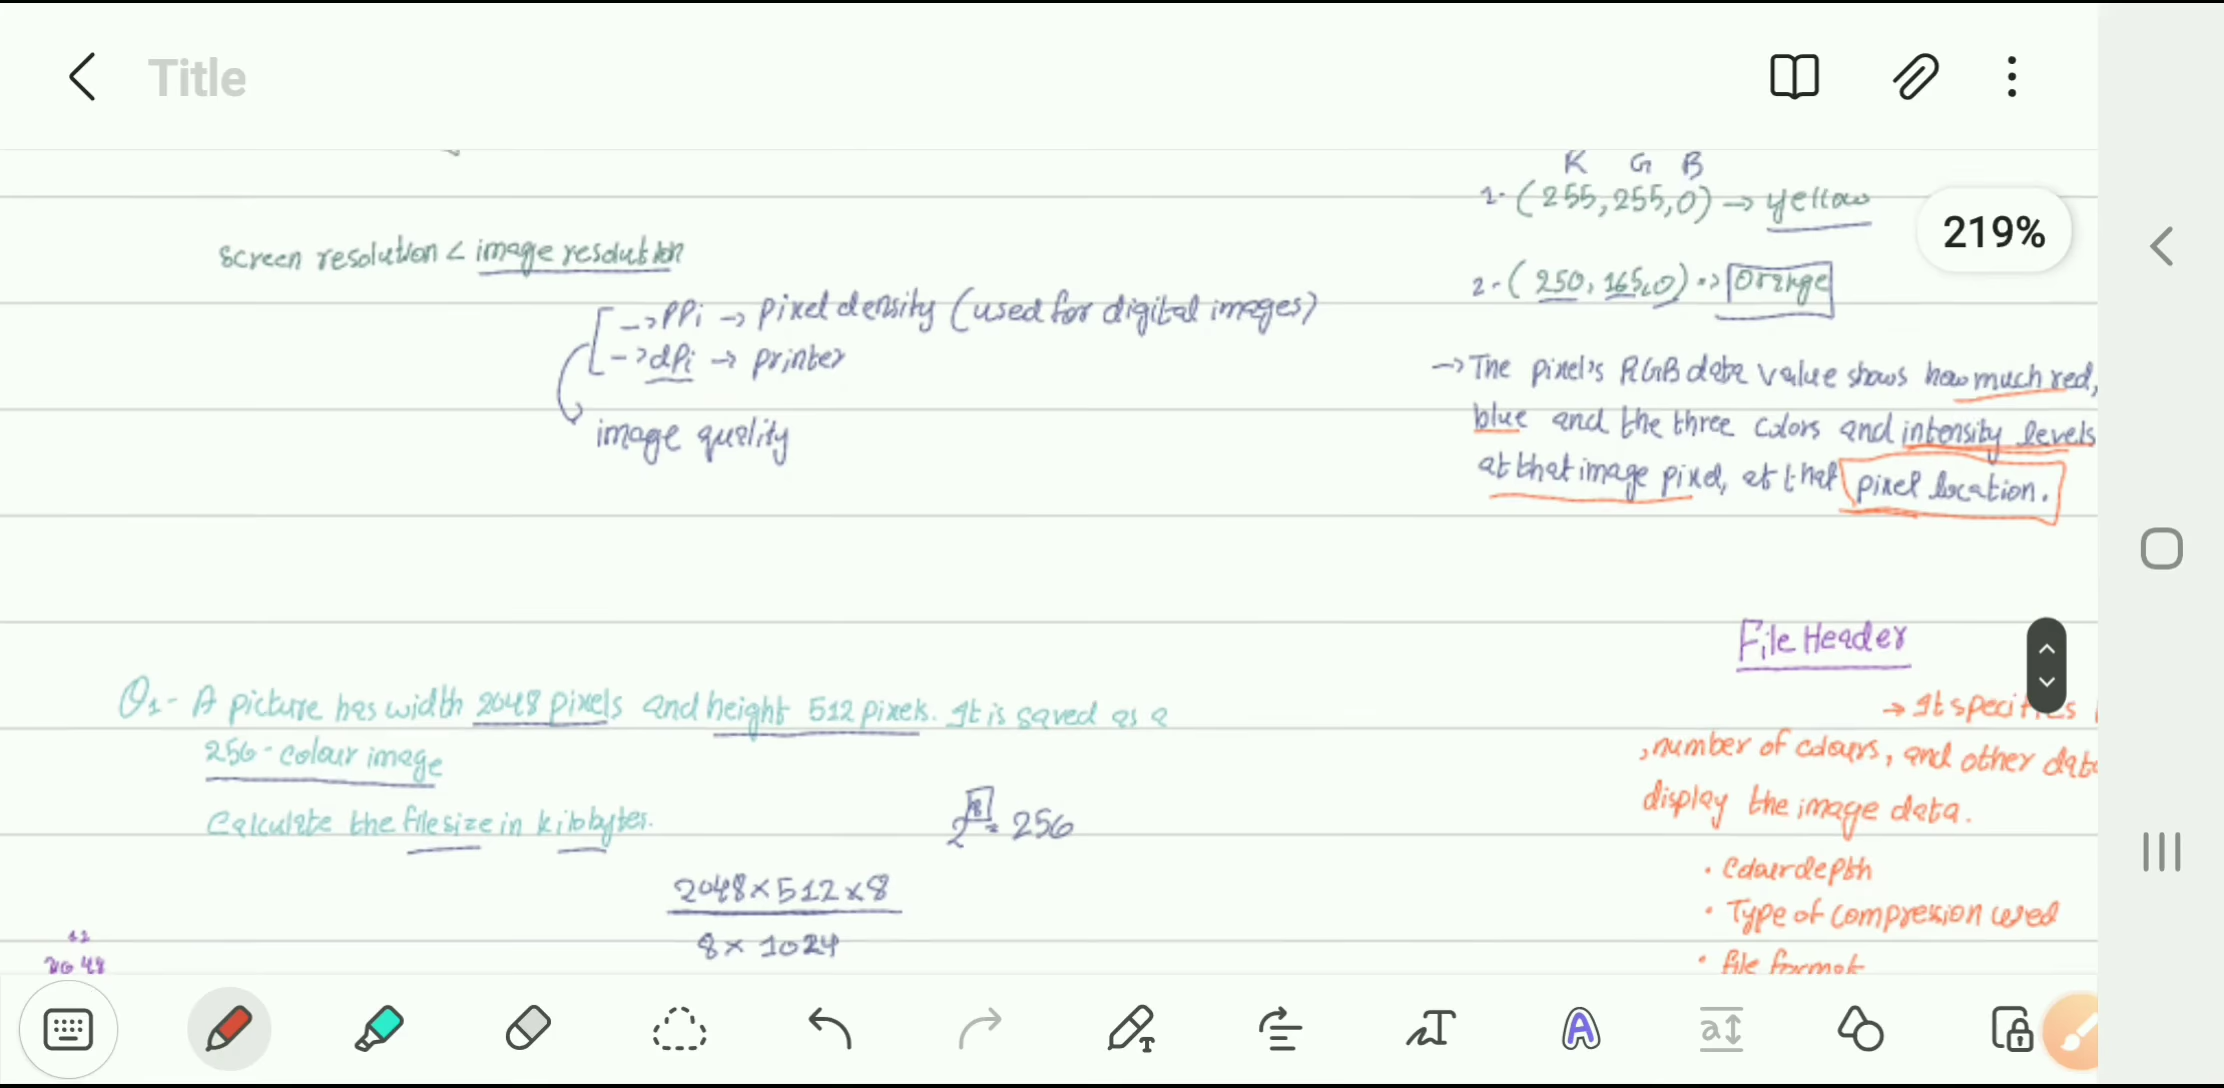 Title
R G B
1- (255,255,0) → yellow
219%
screen resolution < image resolution
2- ( 250, 165,0) → Orange
→ PPi → Pixel density (used for digital images)
→ dPi → printer
image quality
→ The pixel's RGB data value shows how much red,
blue and the three colors and intensity levels
at that image pixel, at that pixel location.
File Header
Q1- A picture has width 2048 pixels and height 512 pixels. It is saved as a
256-colour image
Calculate the filesize in kilobytes.
2^8 = 256
2048 x 512 x 8
8 x 1024
→ It specifies
, number of colours, and other data
display the image data.
• Colour depth
• Type of compression used
• file format
2048